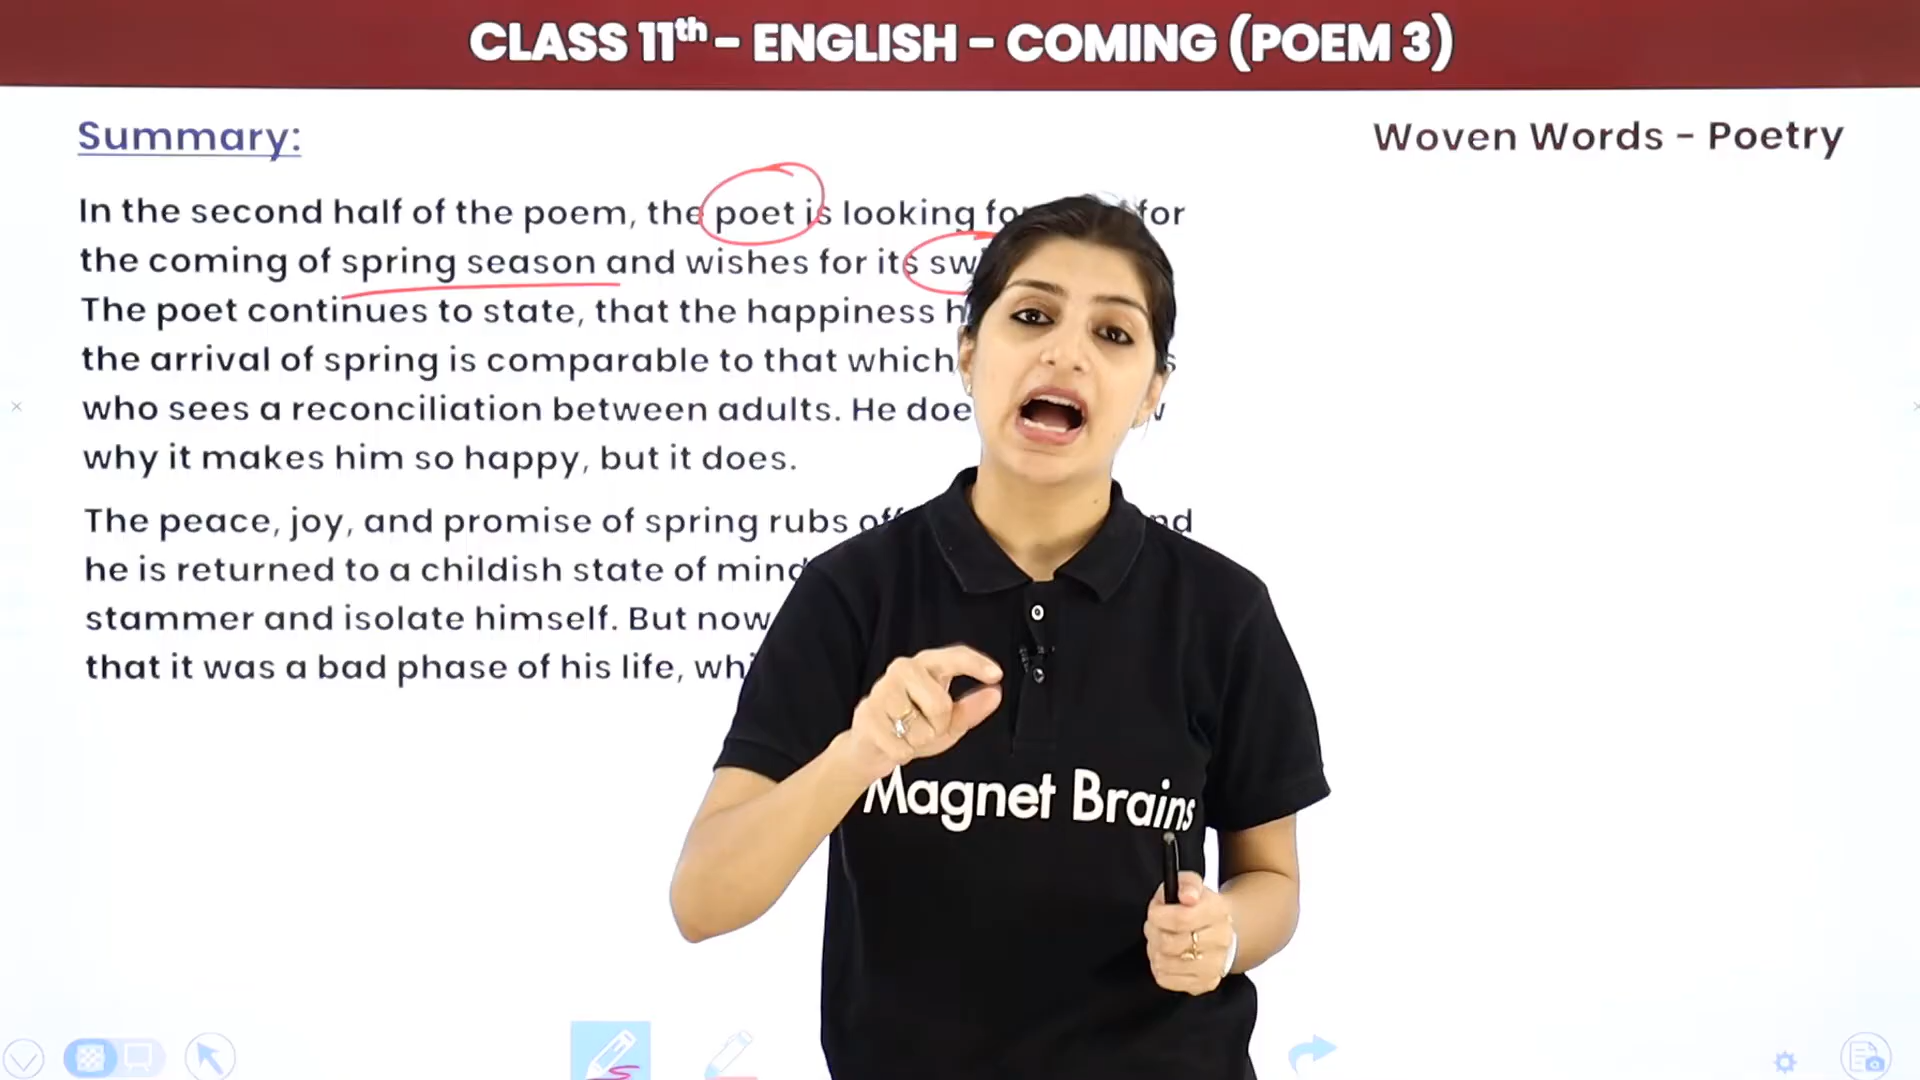 CLASS 11th - ENGLISH - COMING (POEM 3)
Summary:
Woven Words - Poetry
In the second half of the poem, the poet is looking for
the coming of spring season and wishes for its
The poet continues to state, that the happiness
the arrival of spring is comparable to that which
who sees a reconciliation between adults. He
why it makes him so happy, but it does.
The peace, joy, and promise of spring rubs
he is returned to a childish state of mind
stammer and isolate himself. But now
that it was a bad phase of his life,
Magnet Brains